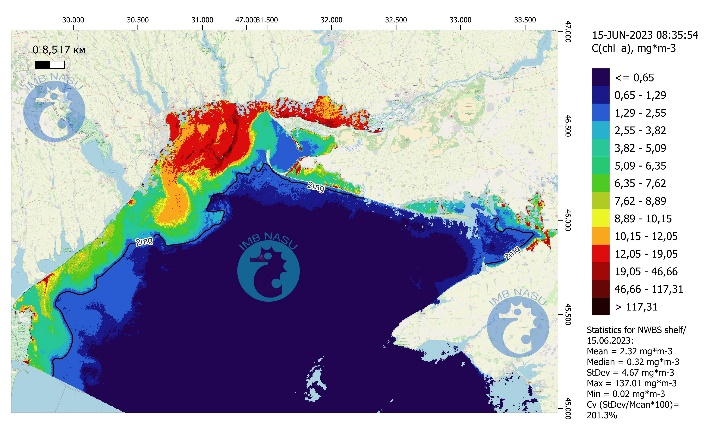 30.000 30.500 31.000 47.000 31.500 32.000 32.500 33.000 33.500
47.000
15-JUN-2023 08:35:54
C(chl_a), mg*m-3
0 8,517 км
IMB NASU
<= 0,65
0,65 - 1,29
1,29 - 2,55
2,55 - 3,82
3,82 - 5,09
5,09 - 6,35
6,35 - 7,62
7,62 - 8,89
8,89 - 10,15
10,15 - 12,05
12,05 - 19,05
19,05 - 46,66
46,66 - 117,31
> 117,31
46.500
46.000
45.500
45.000
IMB NASU
IMB NASU
Statistics for NWBS shelf/
15.06.2023:
Mean = 2.32 mg*m-3
Median = 0.32 mg*m-3
StDev = 4.67 mg*m-3
Max = 137.01 mg*m-3
Min = 0.02 mg*m-3
Cv (StDev/Mean*100)=
201.3%